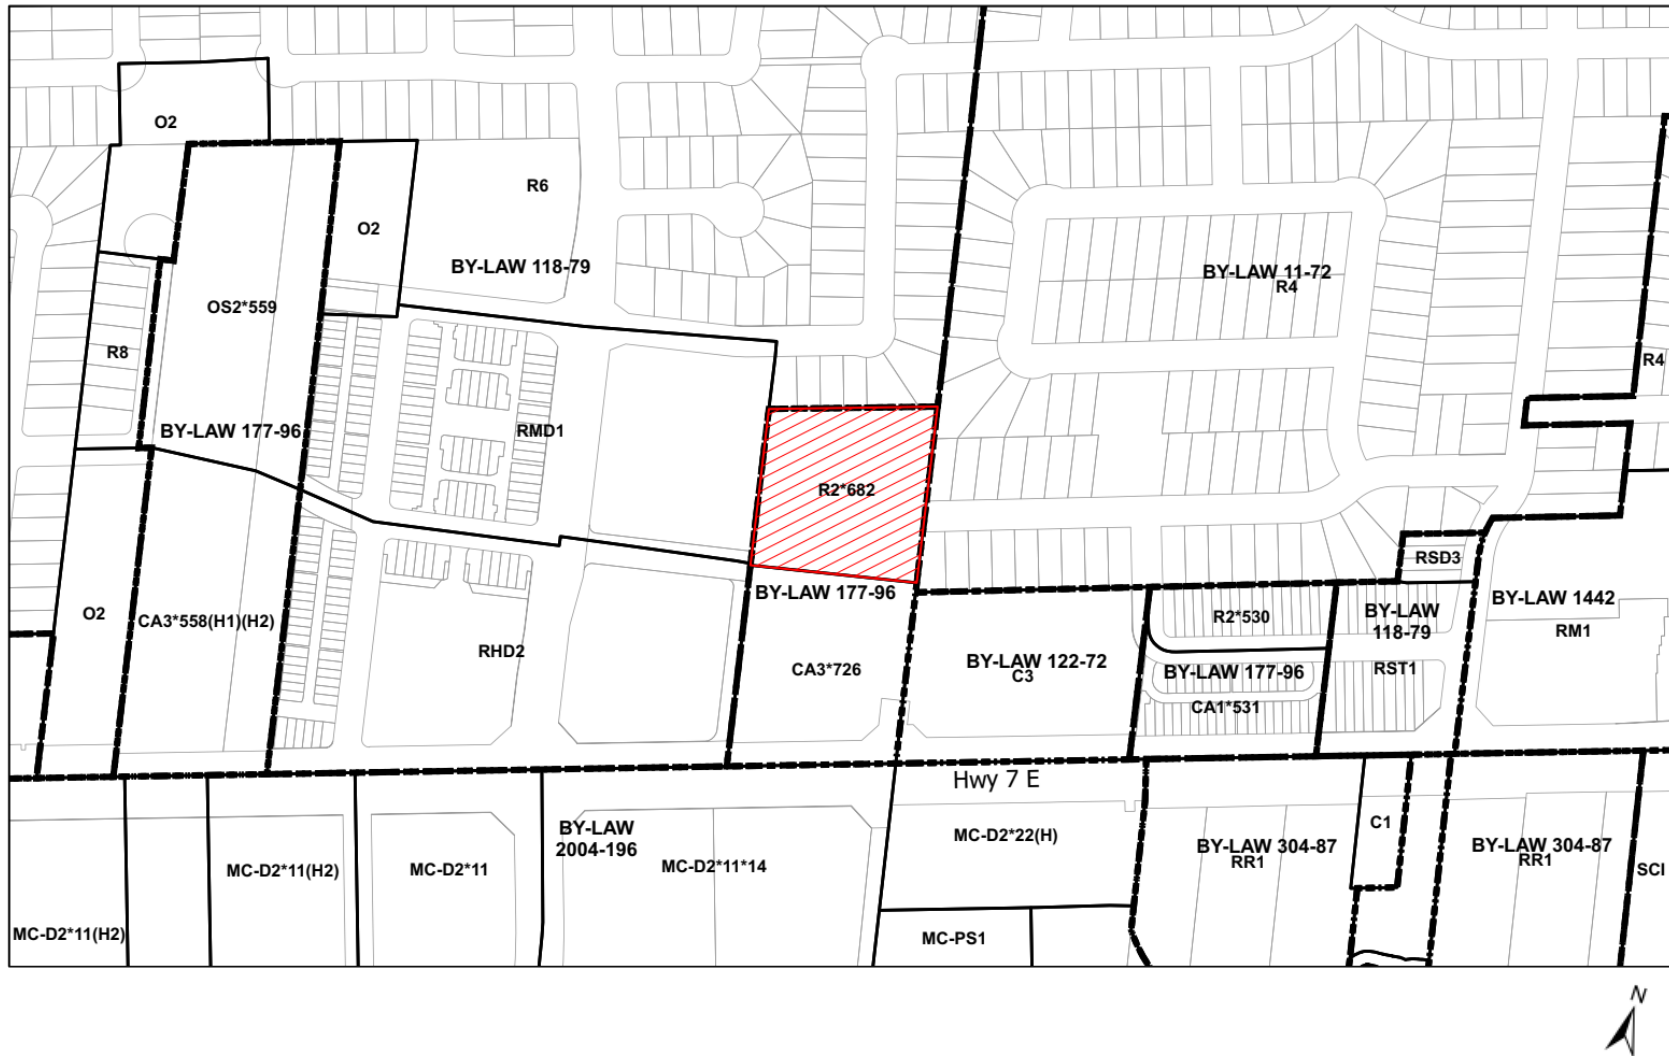 O2
R6
O2
BY-LAW 118-79
BY-LAW 11-72
R4
OS2*559
R8
R4
BY-LAW 177-96
RMD1
R2*682
RSD3
BY-LAW 177-96
BY-LAW 1442
RM1
O2
CA3*558(H1)(H2)
R2*530
BY-LAW
118-79
RHD2
CA3*726
BY-LAW 122-72
C3
BY-LAW 177-96
RST1
CA1*531
Hwy 7 E
BY-LAW
2004-196
MC-D2*22(H)
C1
BY-LAW 304-87
RR1
BY-LAW 304-87
RR1
MC-D2*11(H2)
MC-D2*11
MC-D2*11*14
SCI
MC-D2*11(H2)
MC-PS1
N